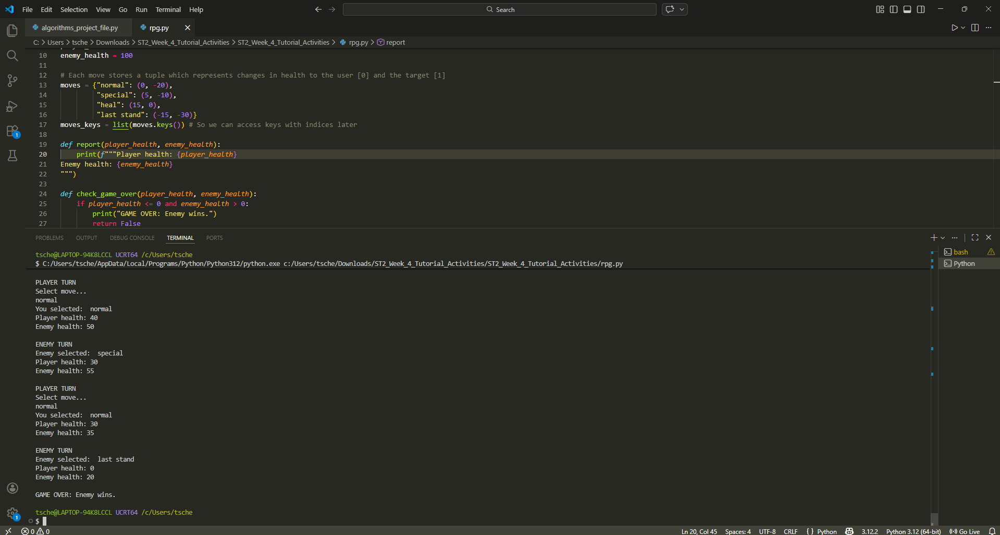 File Edit Selection View Go Run Terminal Help Search
algorithms_project_file.py rpg.py
C: > Users > tsche > Downloads > ST2_Week_4_Tutorial_Activities > ST2_Week_4_Tutorial_Activities > rpg.py > report
10 enemy_health = 100
11
12 # Each move stores a tuple which represents changes in health to the user [0] and the target [1]
13 moves = {"normal": (0, -20),
14 "special": (5, -10),
15 "heal": (15, 0),
16 "last stand": (-15, -30)}
17 moves_keys = list(moves.keys()) # So we can access keys with indices later
18
19 def report(player_health, enemy_health):
20 print(f"""Player health: {player_health}
21 Enemy health: {enemy_health}
22 """)
23
24 def check_game_over(player_health, enemy_health):
25 if player_health <= 0 and enemy_health > 0:
26 print("GAME OVER: Enemy wins.")
27 return False
PROBLEMS OUTPUT DEBUG CONSOLE TERMINAL PORTS
bash
Python
tsche@LAPTOP-94K8LCCL UCRT64 /c/Users/tsche
$ C:/Users/tsche/AppData/Local/Programs/Python/Python312/python.exe c:/Users/tsche/Downloads/ST2_Week_4_Tutorial_Activities/ST2_Week_4_Tutorial_Activities/rpg.py
PLAYER TURN
Select move...
normal
You selected:  normal
Player health: 40
Enemy health: 50
ENEMY TURN
Enemy selected:  special
Player health: 30
Enemy health: 55
PLAYER TURN
Select move...
normal
You selected:  normal
Player health: 30
Enemy health: 35
ENEMY TURN
Enemy selected:  last stand
Player health: 0
Enemy health: 20
GAME OVER: Enemy wins.
tsche@LAPTOP-94K8LCCL UCRT64 /c/Users/tsche
$
1
1
0 0 Ln 20, Col 45 Spaces: 4 UTF-8 CRLF { } Python 3.12.2 Python 3.12 (64-bit) Go Live